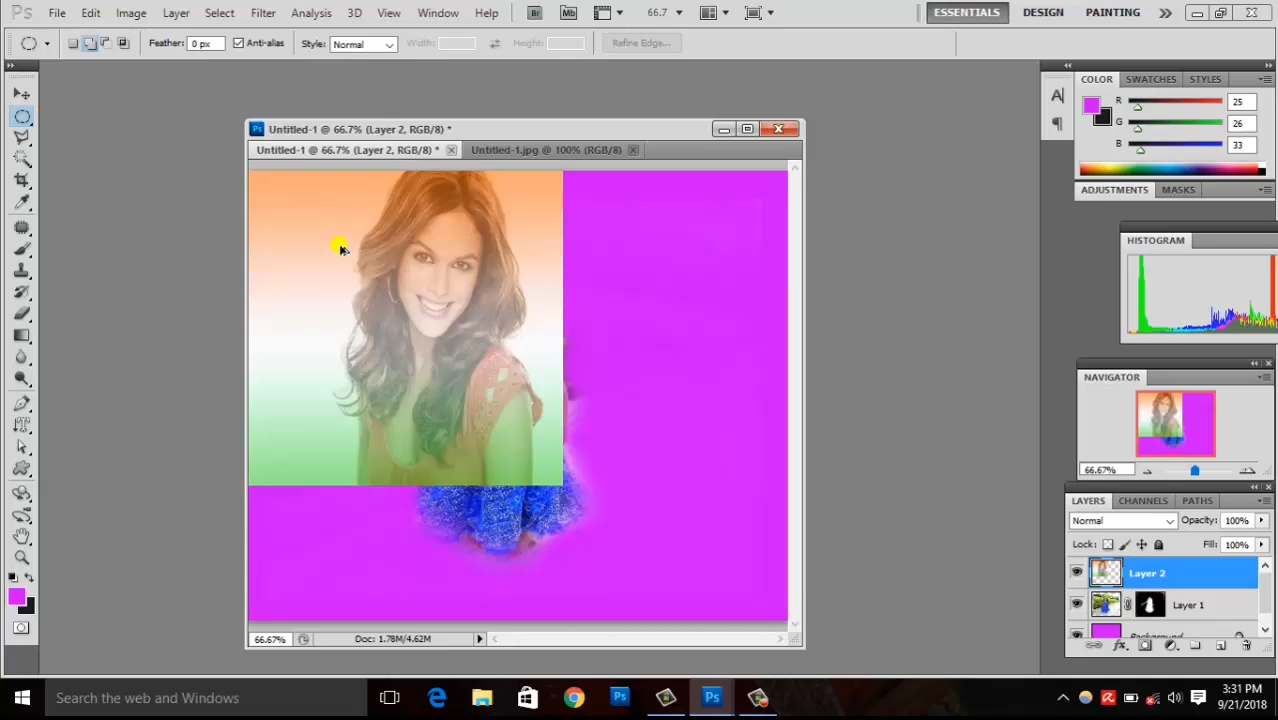 Ps File Edit Image Layer Select Filter Analysis 3D View Window Help Br Mb 66.7 ESSENTIALS DESIGN PAINTING
Feather: 0 px Anti-alias Style: Normal Width: Height: Refine Edge...
COLOR SWATCHES STYLES
R 25
G 26
B 33
Untitled-1 @ 66.7% (Layer 2, RGB/8) *
Untitled-1 @ 66.7% (Layer 2, RGB/8) * Untitled-1.jpg @ 100% (RGB/8)
ADJUSTMENTS MASKS
HISTOGRAM
NAVIGATOR
66.67%
LAYERS CHANNELS PATHS
Normal Opacity: 100%
Lock: Fill: 100%
Layer 2
Layer 1
Background
66.67% Doc: 1.78M/4.62M
Search the web and Windows
3:31 PM
9/21/2018